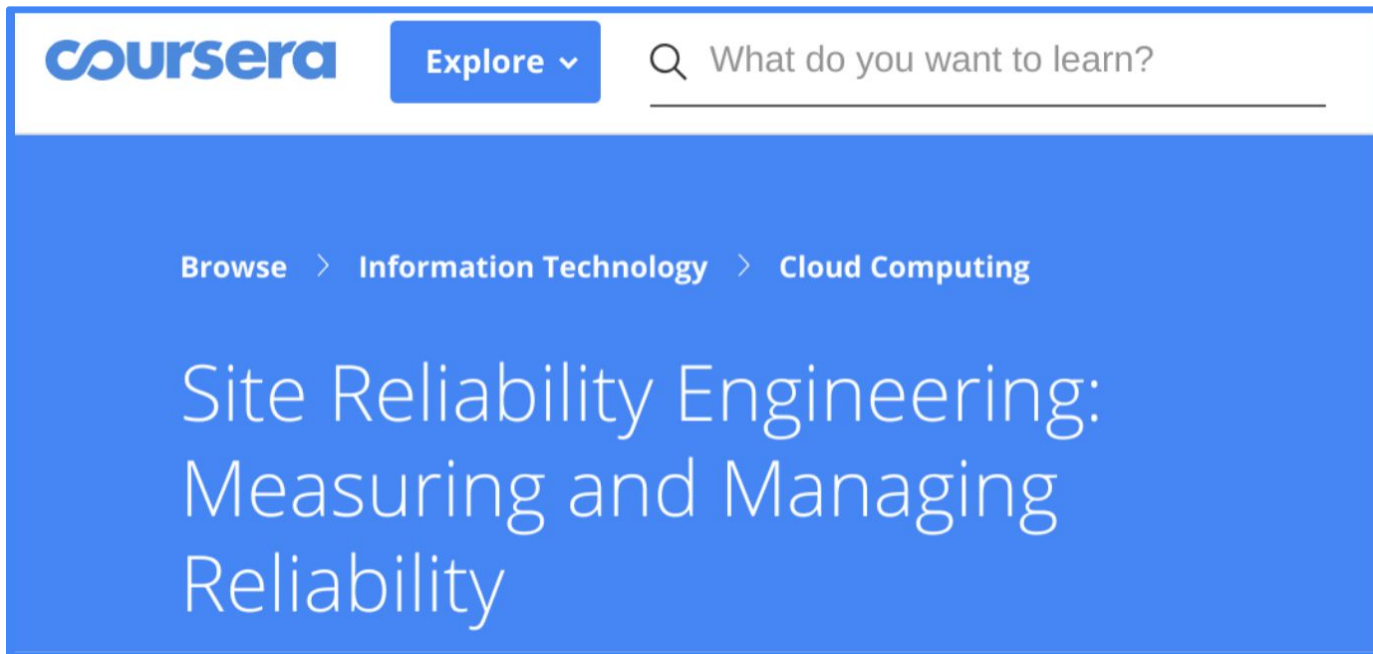 coursera Explore What do you want to learn?
Browse > Information Technology > Cloud Computing
Site Reliability Engineering:
Measuring and Managing
Reliability